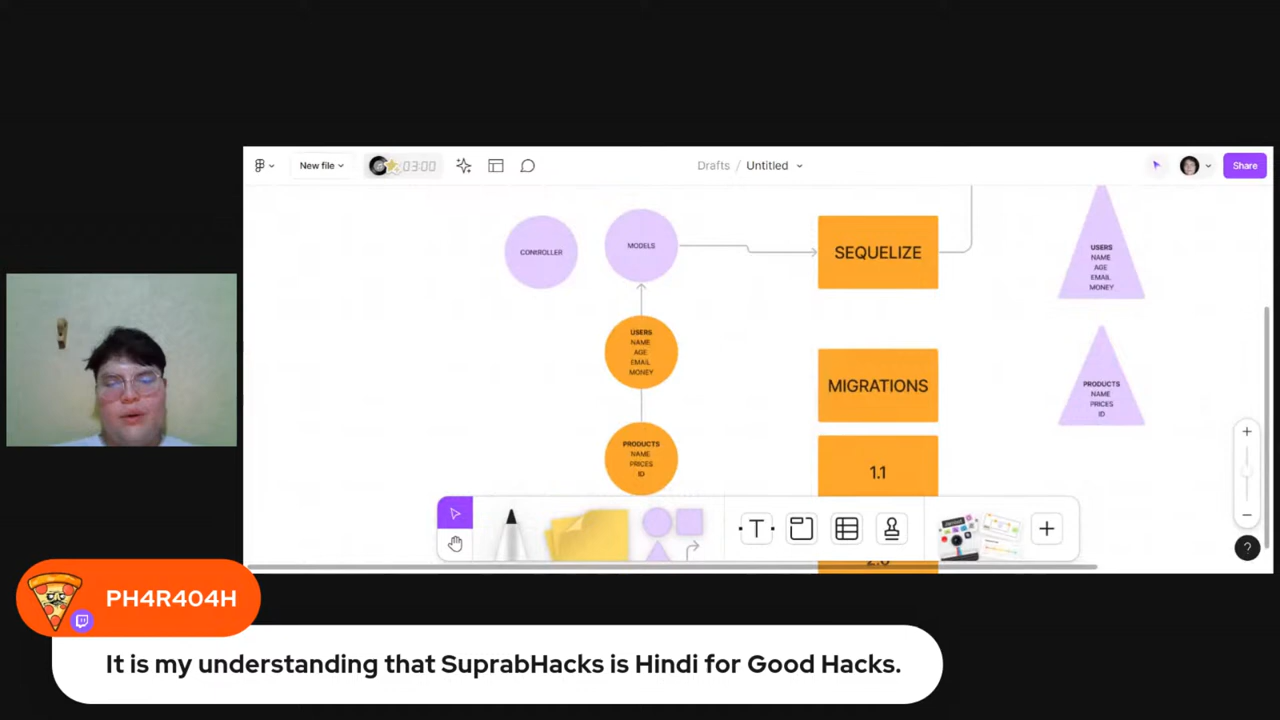 New file
03:00
Drafts / Untitled
Share
CONTROLLER
MODELS
SEQUELIZE
USERS
NAME
AGE
EMAIL
MONEY
USERS
NAME
AGE
EMAIL
MONEY
MIGRATIONS
PRODUCTS
NAME
PRICES
ID
PRODUCTS
NAME
PRICES
ID
1.1
T
?
PH4R404H
It is my understanding that SuprabHacks is Hindi for Good Hacks.